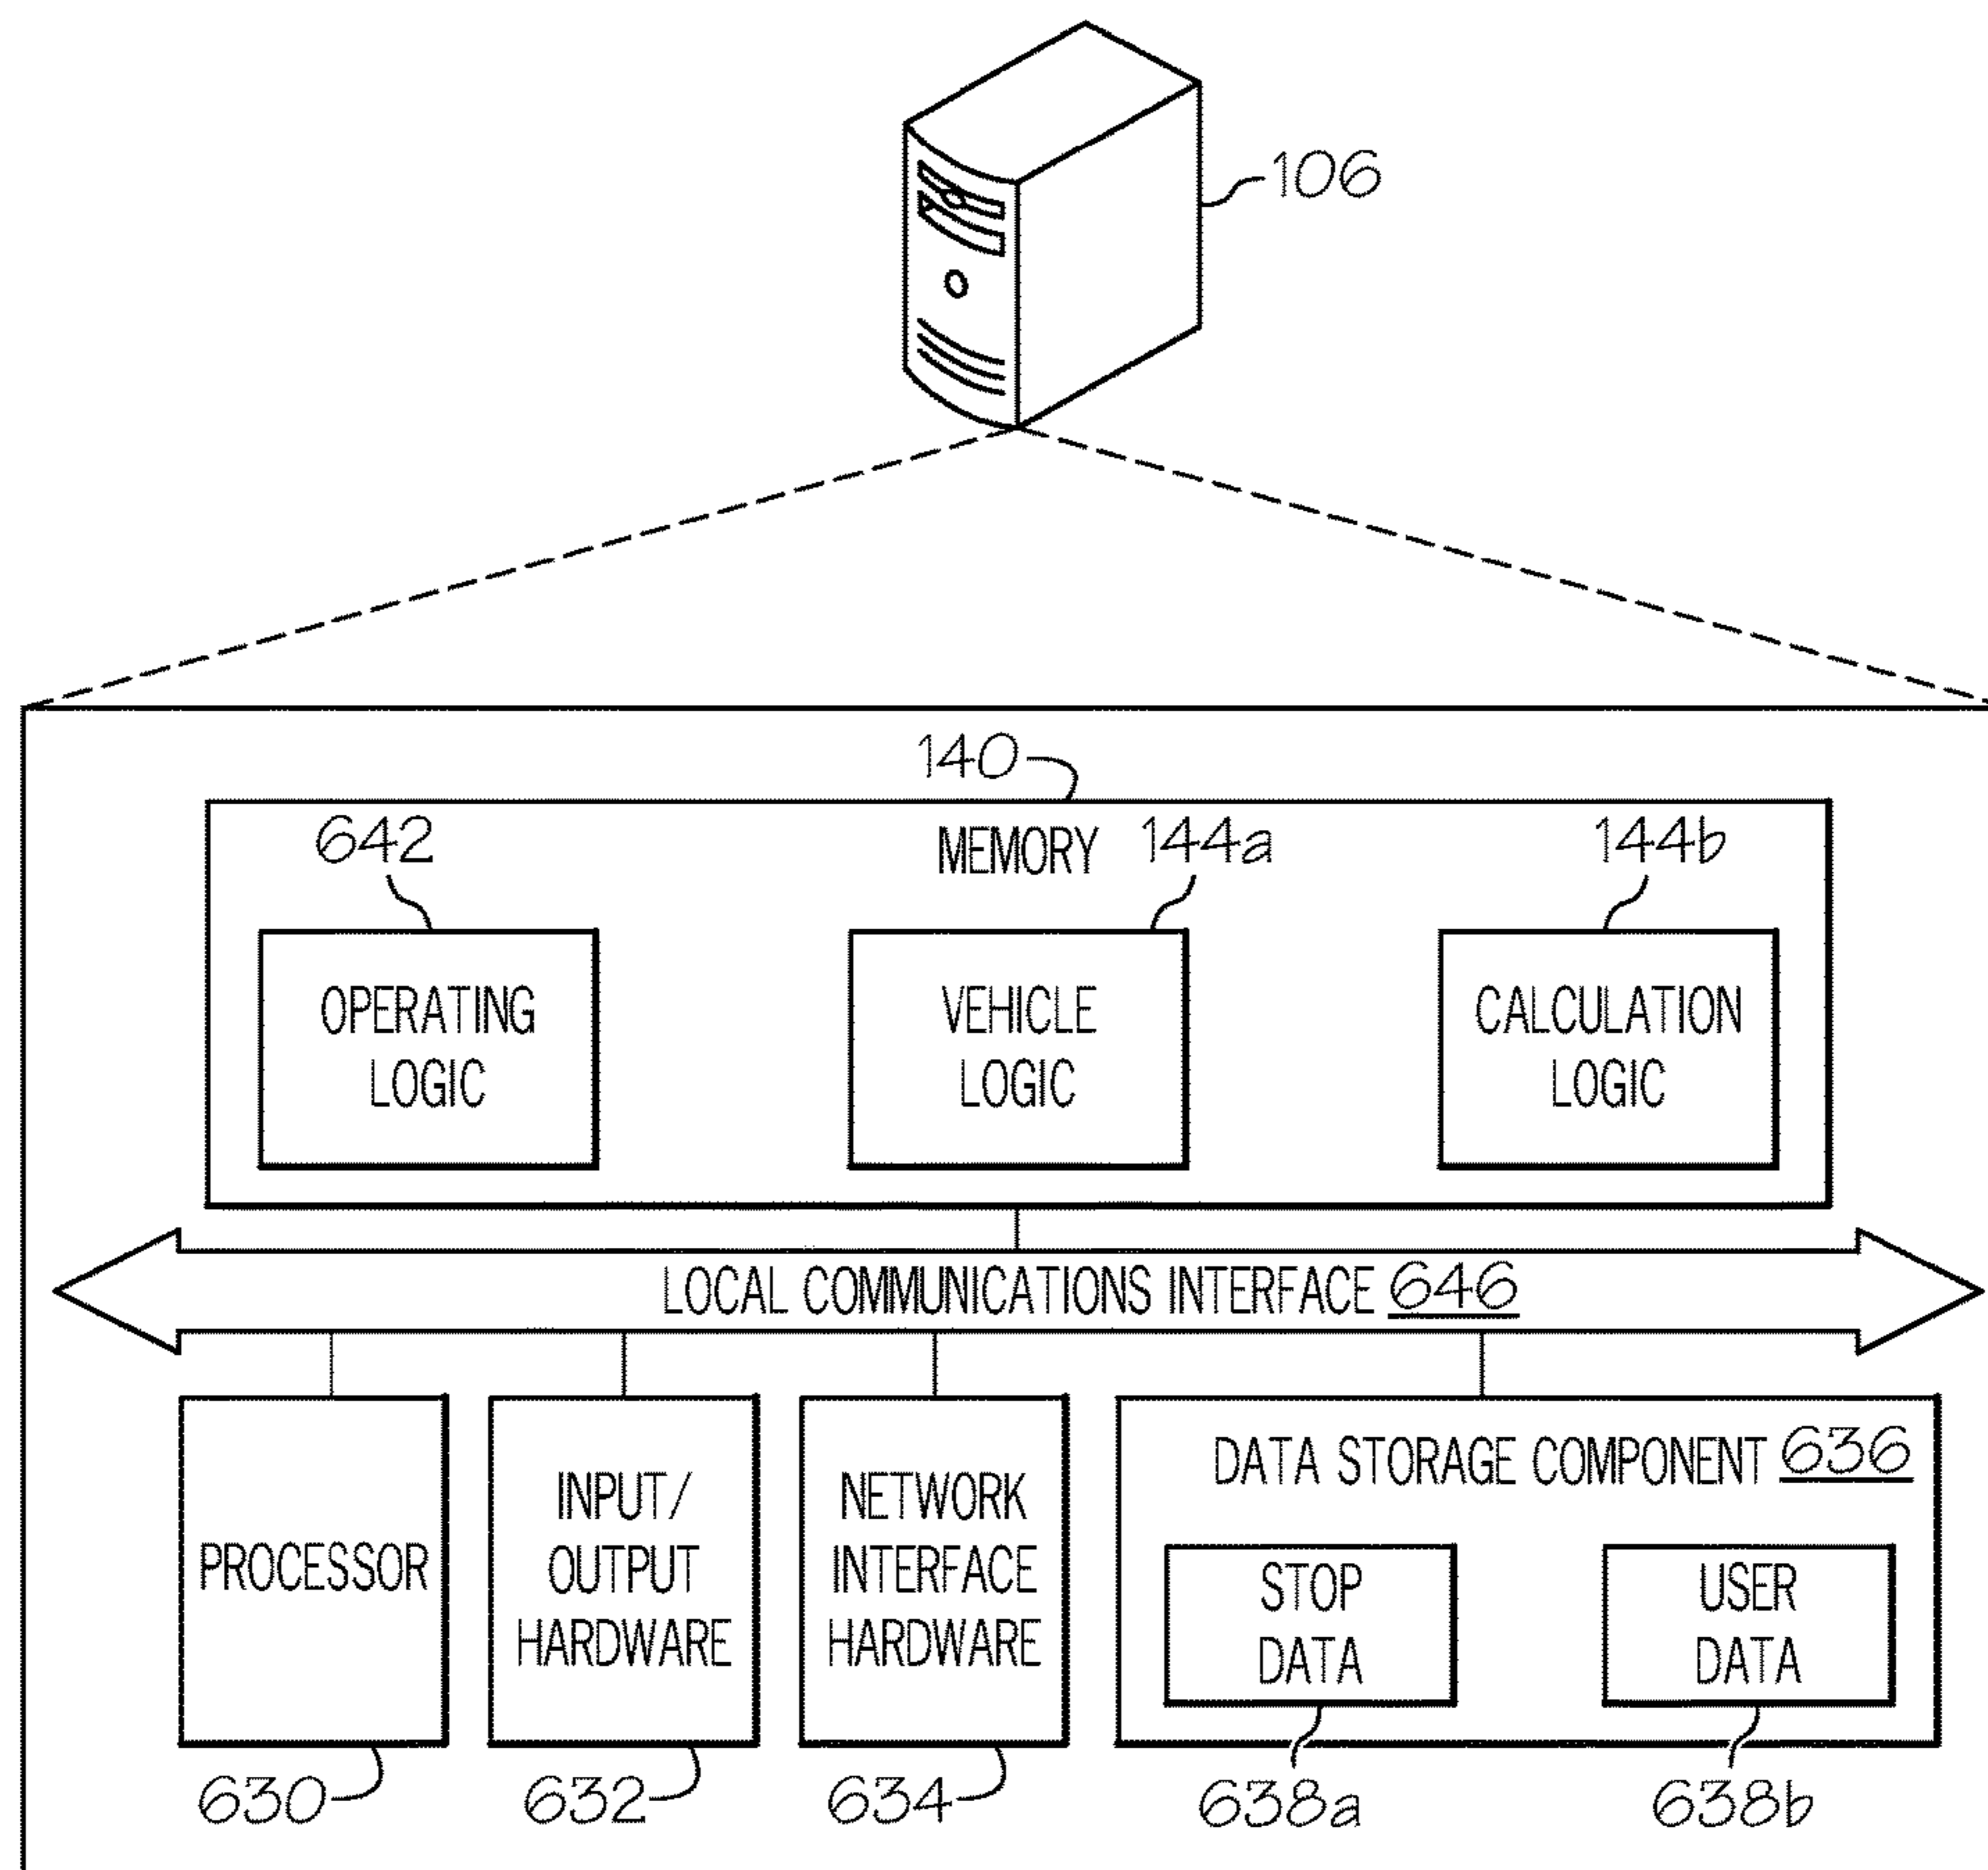 106
140
MEMORY
642
144a
144b
OPERATING
LOGIC
VEHICLE
LOGIC
CALCULATION
LOGIC
LOCAL COMMUNICATIONS INTERFACE 646
PROCESSOR
INPUT/
OUTPUT
HARDWARE
NETWORK
INTERFACE
HARDWARE
DATA STORAGE COMPONENT 636
STOP
DATA
USER
DATA
630
632
634
638a
638b